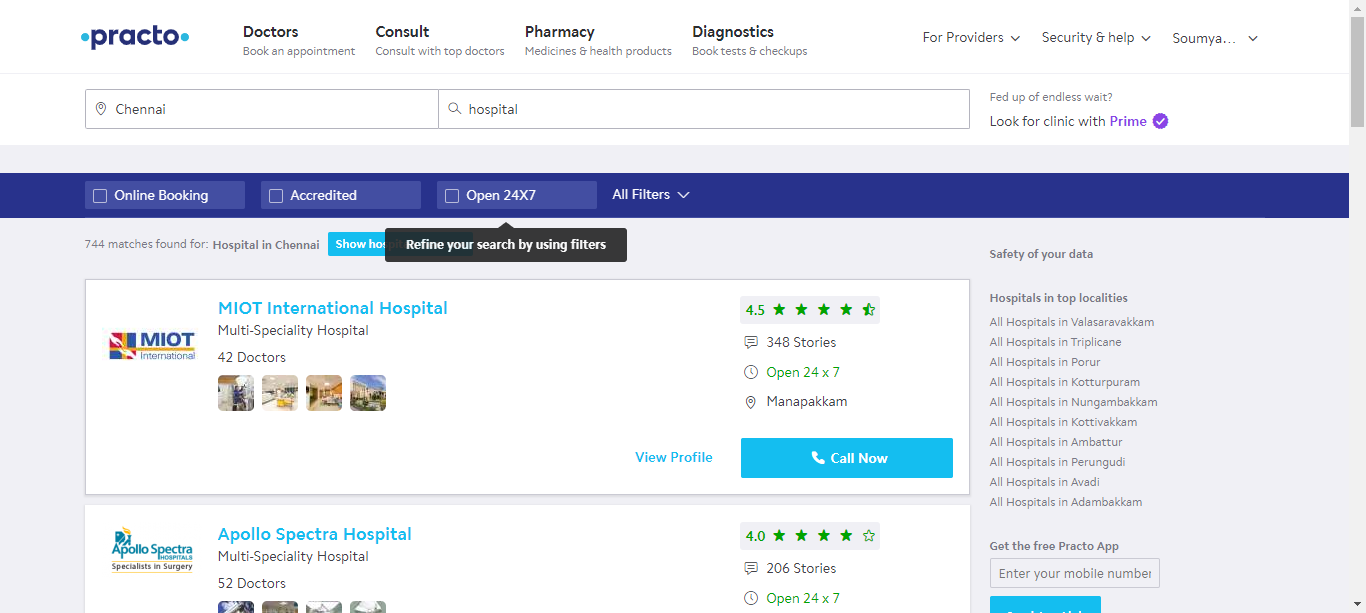 practo
Doctors
Book an appointment
Consult
Consult with top doctors
Pharmacy
Medicines & health products
Diagnostics
Book tests & checkups
For Providers
Security & help
Soumya...
Chennai
hospital
Fed up of endless wait?
Look for clinic with Prime
Online Booking
Accredited
Open 24X7
All Filters
744 matches found for: Hospital in Chennai
Show
Refine your search by using filters
MIOT
International
MIOT International Hospital
Multi-Speciality Hospital
42 Doctors
4.5
348 Stories
Open 24 x 7
Manapakkam
View Profile
Call Now
Apollo Spectra
HOSPITALS
Specialists in Surgery
Apollo Spectra Hospital
Multi-Speciality Hospital
52 Doctors
4.0
206 Stories
Open 24 x 7
Safety of your data
Hospitals in top localities
All Hospitals in Valasaravakkam
All Hospitals in Triplicane
All Hospitals in Porur
All Hospitals in Kotturpuram
All Hospitals in Nungambakkam
All Hospitals in Kottivakkam
All Hospitals in Ambattur
All Hospitals in Perungudi
All Hospitals in Avadi
All Hospitals in Adambakkam
Get the free Practo App
Enter your mobile number